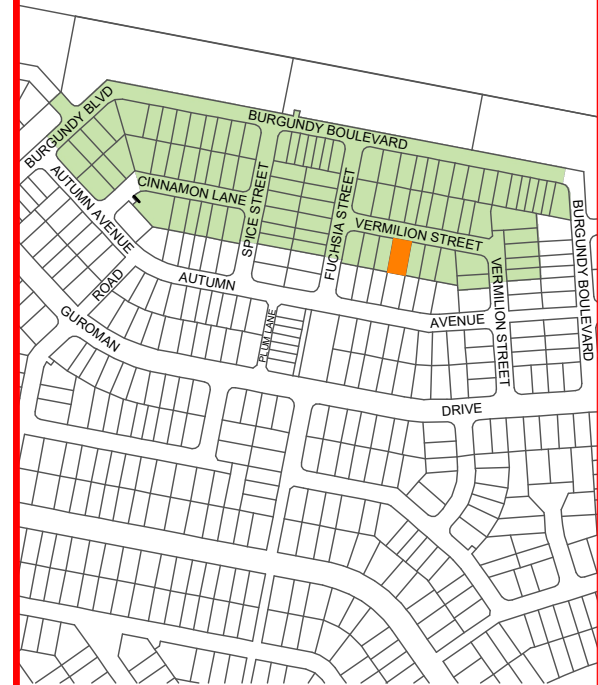 BURGUNDY BLVD
BURGUNDY BOULEVARD
CINNAMON LANE
SPICE STREET
FUCHSIA STREET
VERMILION STREET
BURGUNDY BOULEVARD
AUTUMN AVENUE
VERMILION STREET
ROAD
AUTUMN
AVENUE
PLUM LANE
GUROMAN
DRIVE